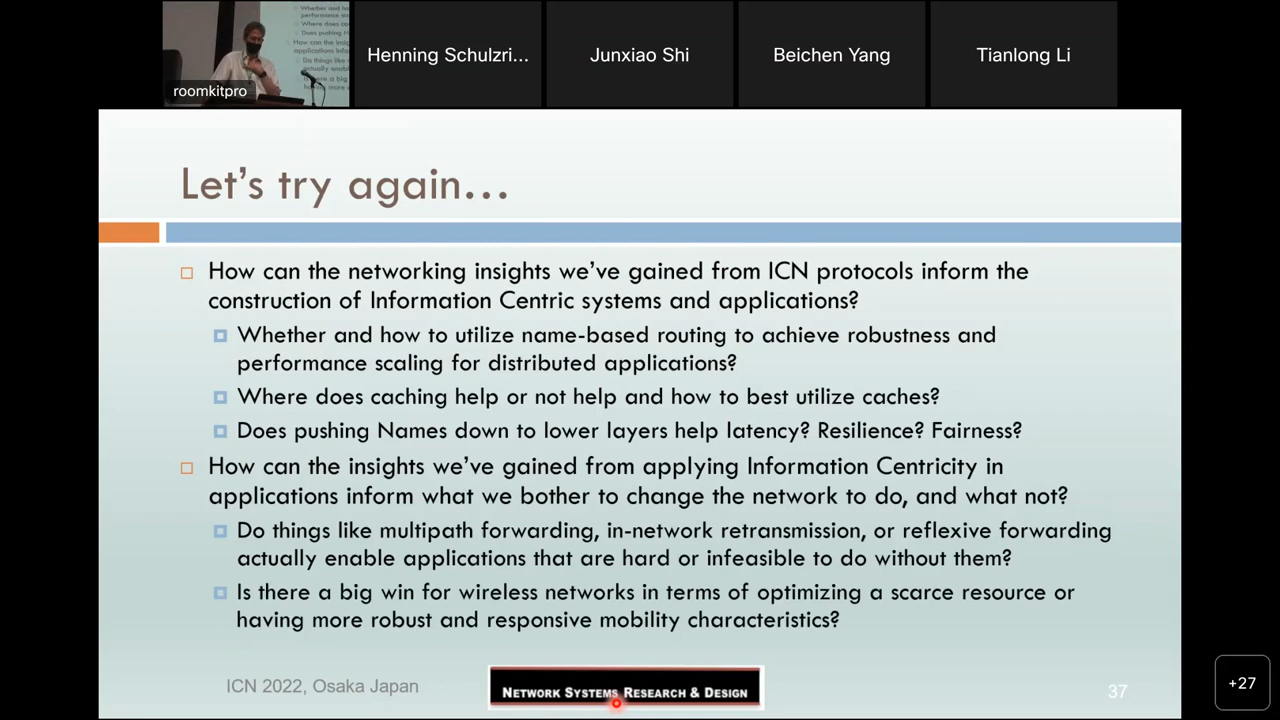 roomkitpro
Henning Schulzri...
Junxiao Shi
Beichen Yang
Tianlong Li
Let's try again...
How can the networking insights we've gained from ICN protocols inform the
construction of Information Centric systems and applications?
Whether and how to utilize name-based routing to achieve robustness and
performance scaling for distributed applications?
Where does caching help or not help and how to best utilize caches?
Does pushing Names down to lower layers help latency? Resilience? Fairness?
How can the insights we've gained from applying Information Centricity in
applications inform what we bother to change the network to do, and what not?
Do things like multipath forwarding, in-network retransmission, or reflexive forwarding
actually enable applications that are hard or infeasible to do without them?
Is there a big win for wireless networks in terms of optimizing a scarce resource or
having more robust and responsive mobility characteristics?
ICN 2022, Osaka Japan
Network Systems Research & Design
37
+27